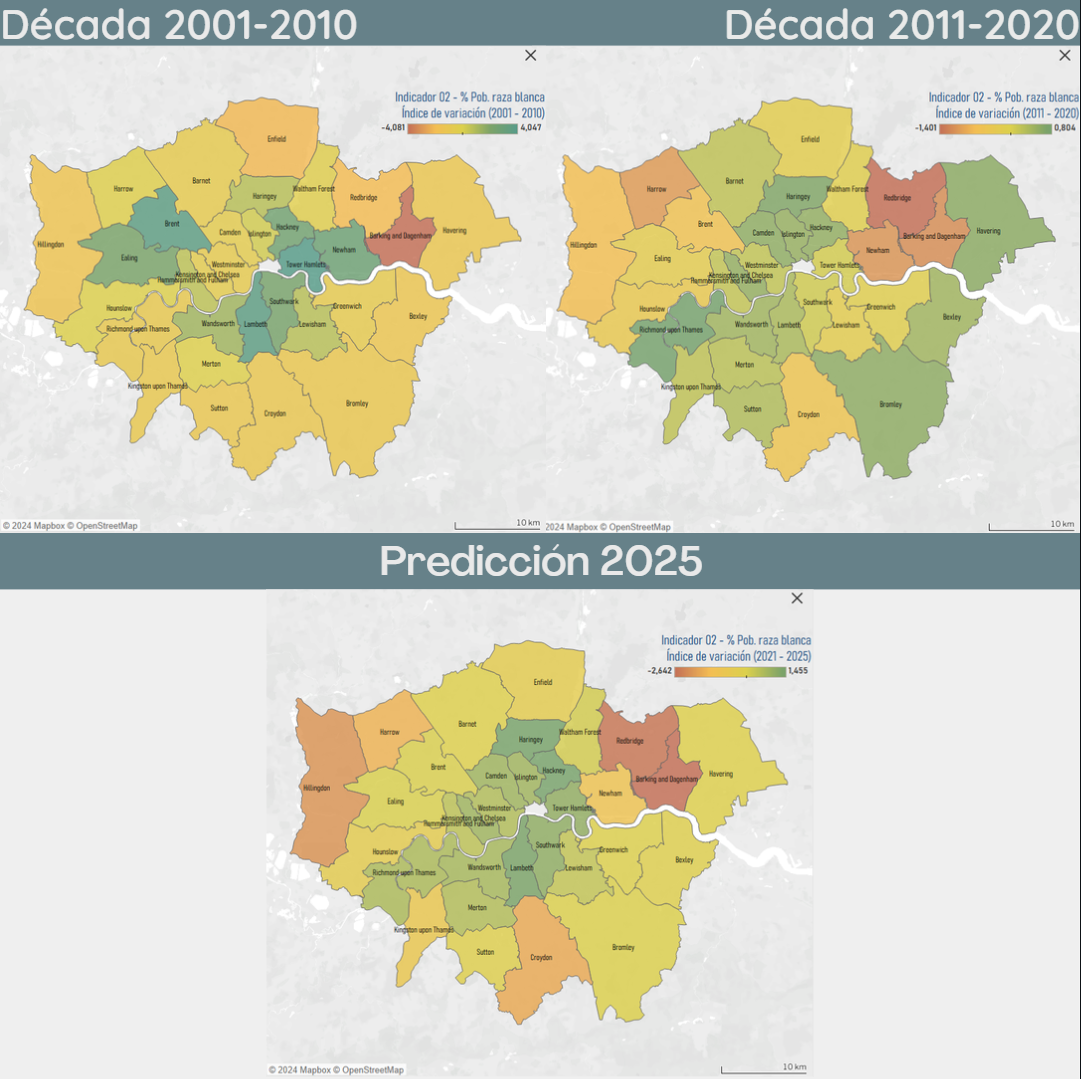 Década 2001-2010
Década 2011-2020
Indicador 02 - % Pob. raza blanca
Índice de variación (2001 - 2010)
-4,081 4,047
Enfield
Harrow
Barnet
Haringey
Waltham Forest
Redbridge
Hillingdon
Brent
Camden
Islington
Hackney
Barking and Dagenham
Havering
Ealing
Westminster
Tower Hamlets
Newham
Kensington and Chelsea
Hammersmith and Fulham
Hounslow
Southwark
Greenwich
Richmond upon Thames
Wandsworth
Lambeth
Lewisham
Bexley
Merton
Kingston upon Thames
Sutton
Croydon
Bromley
© 2024 Mapbox © OpenStreetMap
10 km
Indicador 02 - % Pob. raza blanca
Índice de variación (2011 - 2020)
-1,401 0,804
Enfield
Harrow
Barnet
Haringey
Waltham Forest
Redbridge
Hillingdon
Brent
Camden
Islington
Hackney
Barking and Dagenham
Havering
Ealing
Westminster
Tower Hamlets
Newham
Kensington and Chelsea
Hammersmith and Fulham
Hounslow
Southwark
Greenwich
Richmond upon Thames
Wandsworth
Lambeth
Lewisham
Bexley
Merton
Kingston upon Thames
Sutton
Croydon
Bromley
2024 Mapbox © OpenStreetMap
10 km
Predicción 2025
Indicador 02 - % Pob. raza blanca
Índice de variación (2021 - 2025)
-2,642 1,455
Enfield
Harrow
Barnet
Haringey
Waltham Forest
Redbridge
Hillingdon
Brent
Camden
Islington
Hackney
Barking and Dagenham
Havering
Ealing
Westminster
Tower Hamlets
Newham
Kensington and Chelsea
Hammersmith and Fulham
Hounslow
Southwark
Greenwich
Richmond upon Thames
Wandsworth
Lambeth
Lewisham
Bexley
Merton
Kingston upon Thames
Sutton
Croydon
Bromley
© 2024 Mapbox © OpenStreetMap
10 km